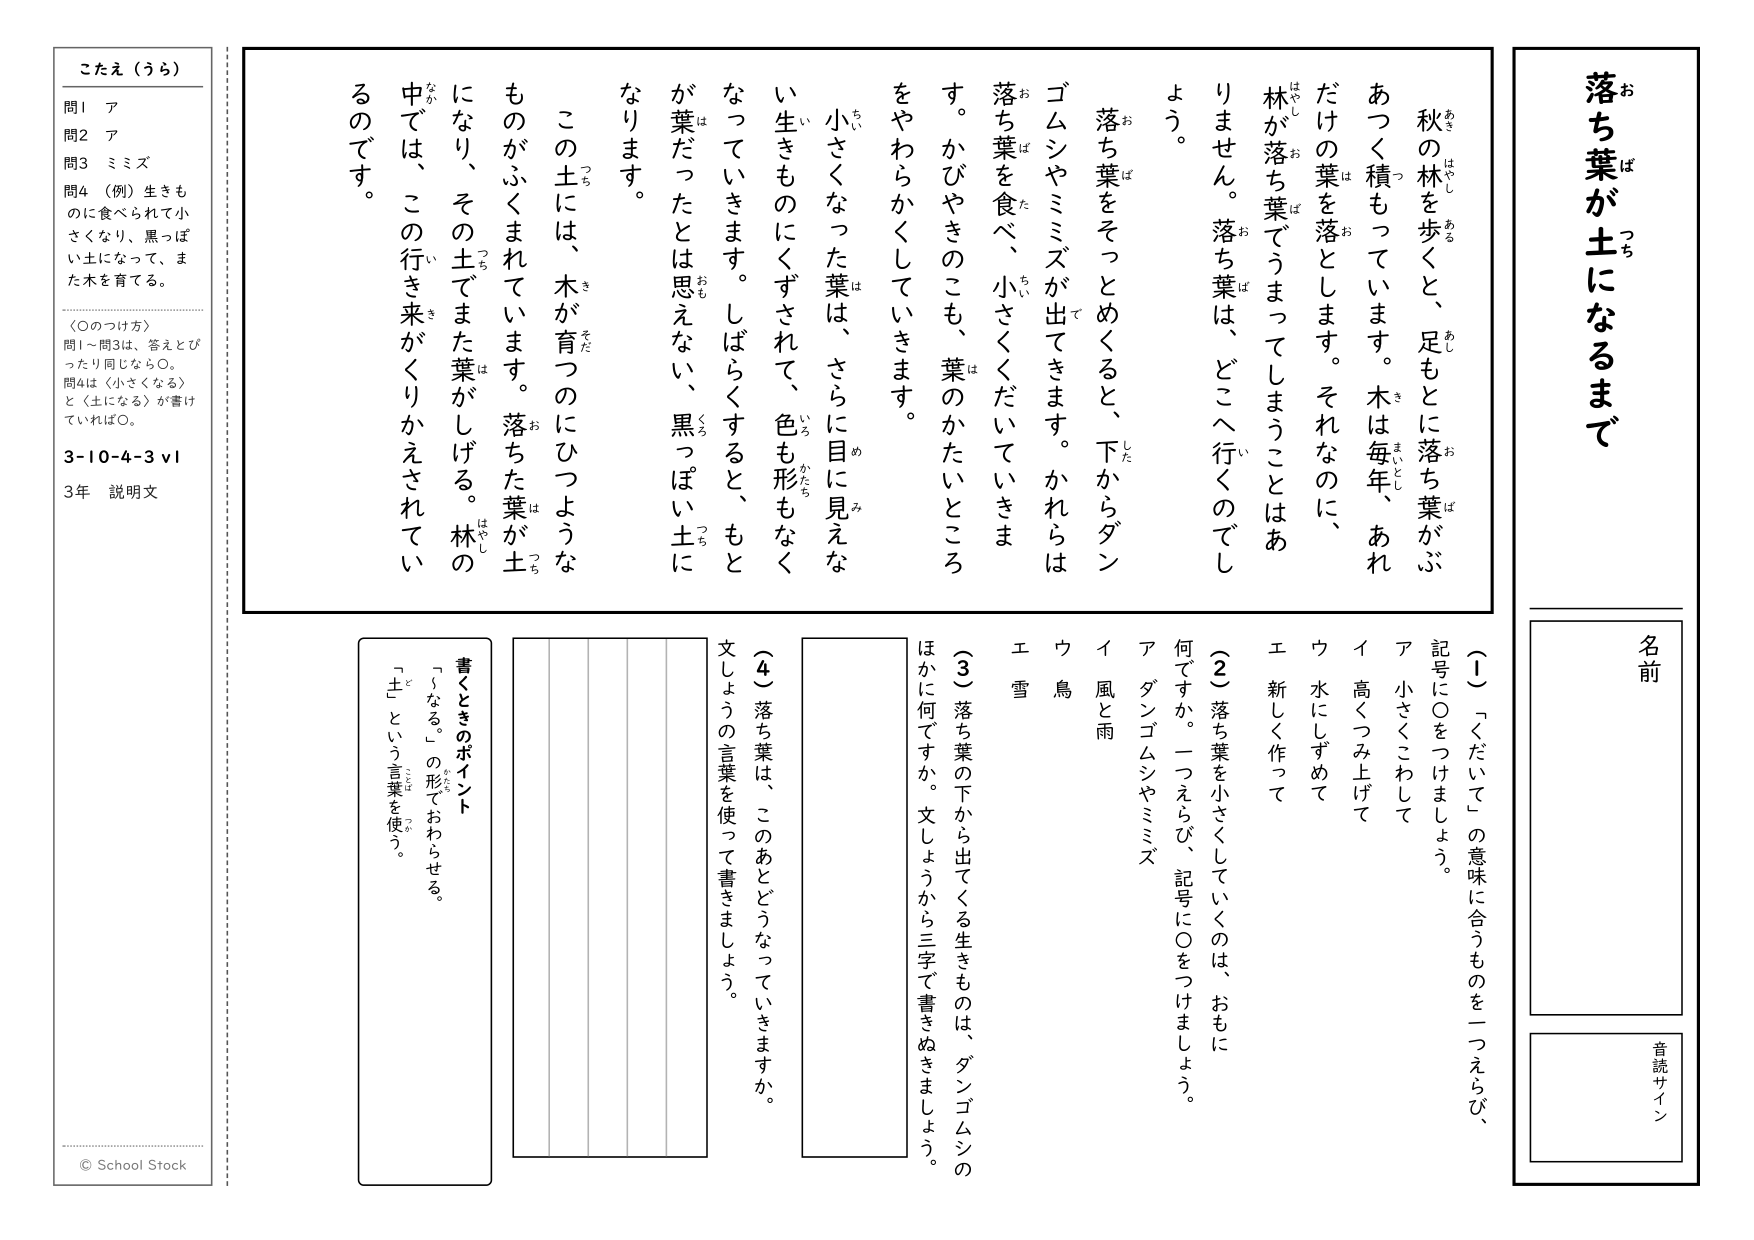 落ち葉が土になるまで
名前
音読サイン
秋の林を歩くと、足もとに落ち葉がぶ
あつく積もっています。木は毎年、あれ
だけの葉を落とします。それなのに、
林が落ち葉でうまってしまうことはあ
りません。落ち葉は、どこへ行くのでし
ょう。
落ち葉をそっとめくると、下からダン
ゴムシやミミズが出てきます。かれらは
落ち葉を食べ、小さくくだいていきま
す。かびやきのこも、葉のかたいところ
をやわらかくしていきます。
小さくなった葉は、さらに目に見えな
い生きものにくずされて、色も形もなく
なっていきます。しばらくすると、もと
が葉だったとは思えない、黒っぽい土に
なります。
この土には、木が育つのにひつような
ものがふくまれています。落ちた葉が土
になり、その土でまた葉がしげる。林の
中では、この行き来がくりかえされてい
るのです。
(1)「くだいて」の意味に合うものを一つえらび、
記号に〇をつけましょう。
ア 小さくこわして
イ 高くつみ上げて
ウ 水にしずめて
エ 新しく作って
(2)落ち葉を小さくしていくのは、おもに
何ですか。一つえらび、記号に〇をつけましょう。
ア ダンゴムシやミミズ
イ 風と雨
ウ 鳥
エ 雪
(3)落ち葉の下から出てくる生きものは、ダンゴムシの
ほかに何ですか。文しょうから三字で書きぬきましょう。
(4)落ち葉は、このあとどうなっていきますか。
文しょうの言葉を使って書きましょう。
書くときのポイント
「〜なる。」の形でおわらせる。
「土」という言葉を使う。
こたえ（うら）
問1 ア
問2 ア
問3 ミミズ
問4 （例）生きも
のに食べられて小
さくなり、黒っぽ
い土になって、ま
た木を育てる。
〈〇のつけ方〉
問1〜問3は、答えとぴ
ったり同じなら〇。
問4は〈小さくなる〉
と〈土になる〉が書け
ていれば〇。
3-10-4-3 v1
3年 説明文
© School Stock